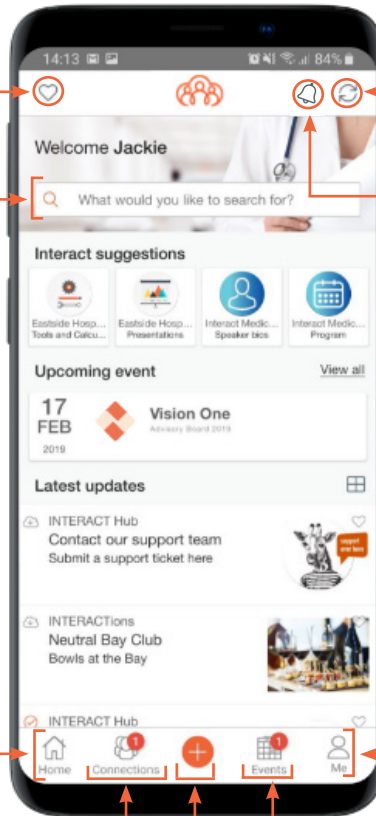 14:13 84%
Welcome Jackie
What would you like to search for?
Interact suggestions
Eastside Hosp...
Tools and Calcu...
Eastside Hosp...
Presentations
Interact Medic...
Speaker bios
Interact Medic...
Program
Upcoming event View all
17
FEB
2019
Vision One
Advisory Board 2019
Latest updates
INTERACT Hub
Contact our support team
Submit a support ticket here
support
over here
INTERACTions
Neutral Bay Club
Bowls at the Bay
INTERACT Hub
1 1
Home Connections Events Me